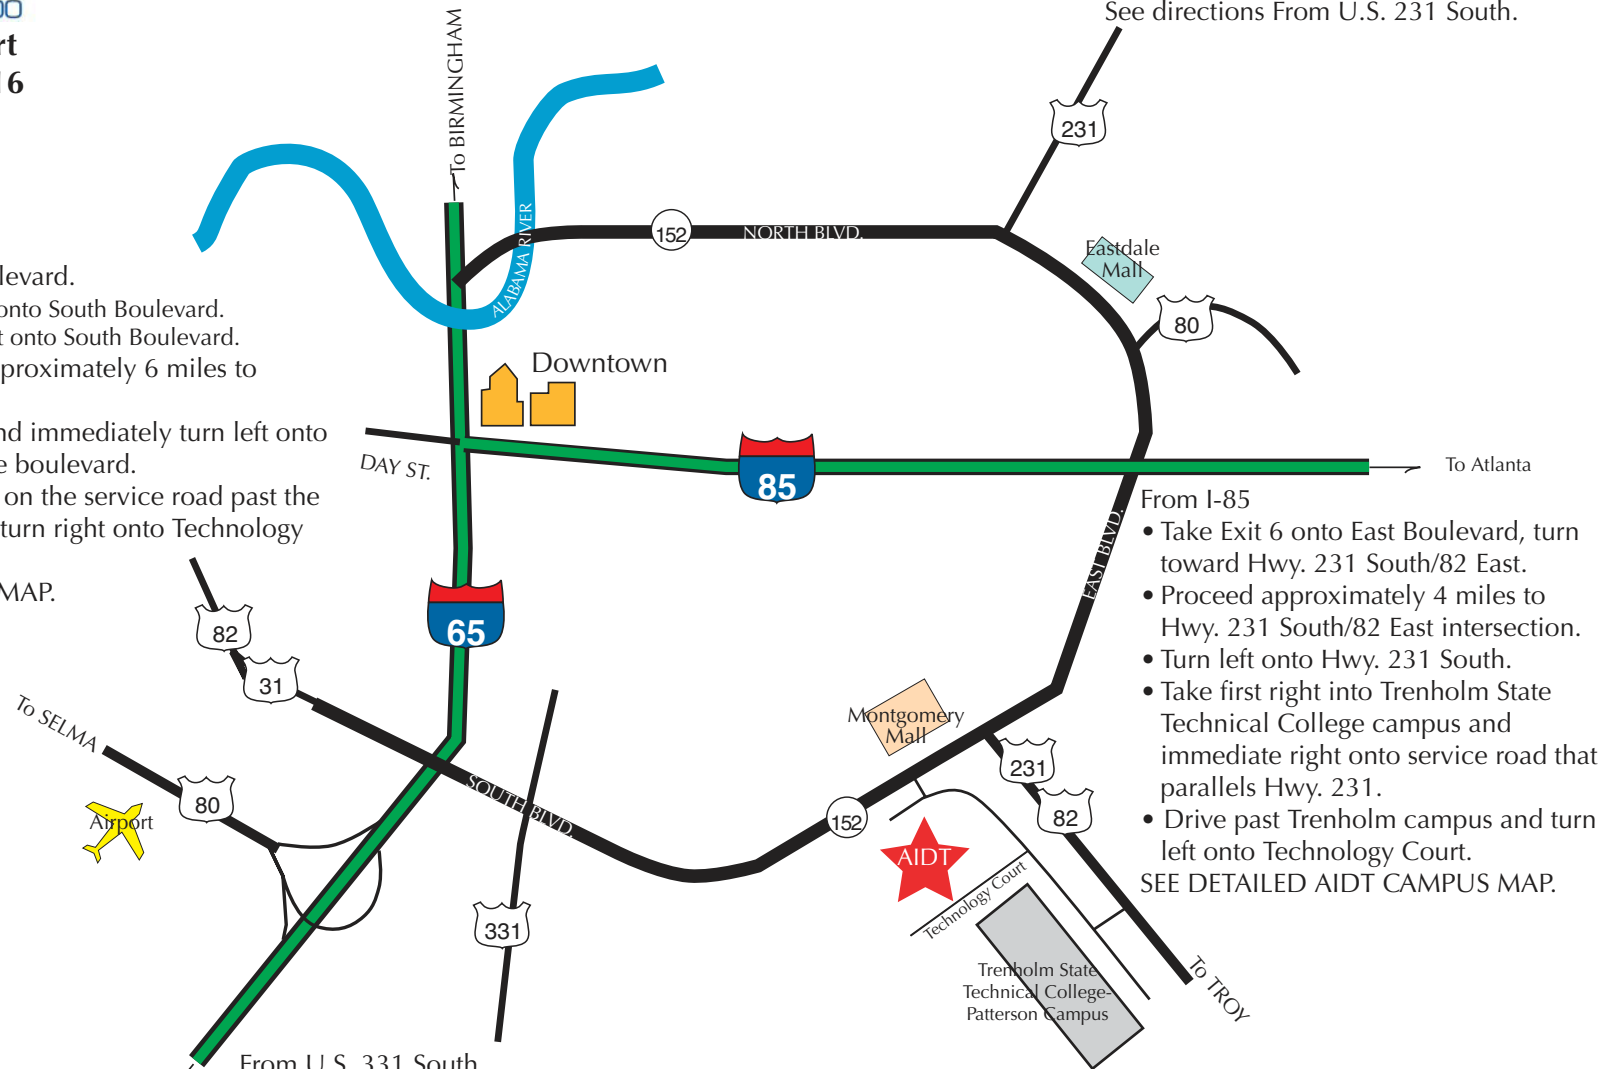 rt
16
levard.
onto South Boulevard.
t onto South Boulevard.
proximately 6 miles to
nd immediately turn left onto
e boulevard.
on the service road past the
turn right onto Technology
MAP.
See directions From U.S. 231 South.
To BIRMINGHAM
ALABAMA RIVER
231
152
NORTH BLVD.
Eastdale
Mall
80
Downtown
DAY ST.
85
To Atlanta
EAST BLVD.
65
82
31
To SELMA
80
Airport
SOUTH BLVD.
331
Montgomery
Mall
152
231
82
AIDT
Technology Court
Trenholm State
Technical College-
Patterson Campus
To TROY
From I-85
• Take Exit 6 onto East Boulevard, turn
toward Hwy. 231 South/82 East.
• Proceed approximately 4 miles to
Hwy. 231 South/82 East intersection.
• Turn left onto Hwy. 231 South.
• Take first right into Trenholm State
Technical College campus and
immediate right onto service road that
parallels Hwy. 231.
• Drive past Trenholm campus and turn
left onto Technology Court.
SEE DETAILED AIDT CAMPUS MAP.
From U.S. 331 South